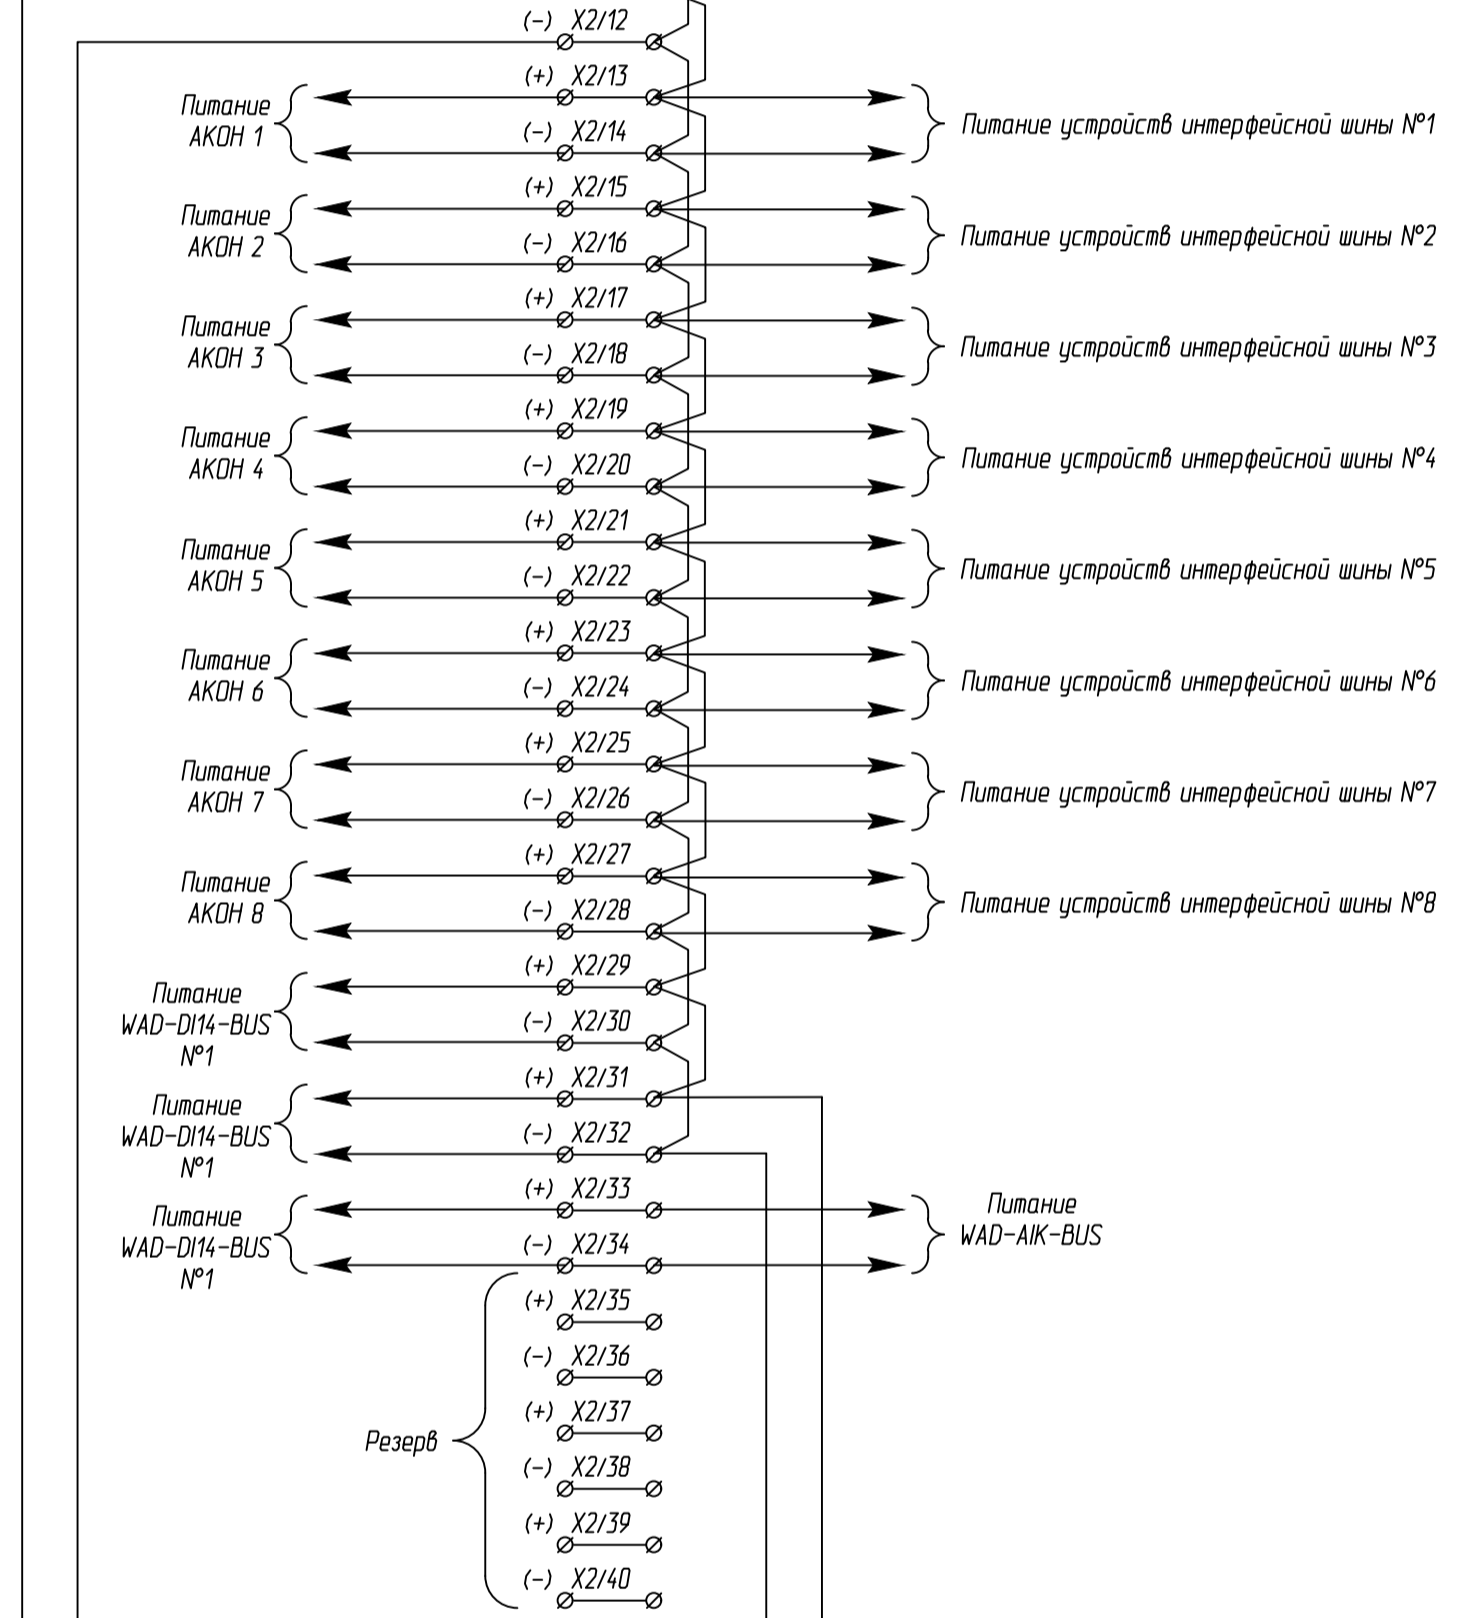 (-) X2/12
(+) X2/13
Питание
АКОН 1
(-) X2/14
Питание устройств интерфейсной шины №1
(+) X2/15
Питание
АКОН 2
(-) X2/16
Питание устройств интерфейсной шины №2
(+) X2/17
Питание
АКОН 3
(-) X2/18
Питание устройств интерфейсной шины №3
(+) X2/19
Питание
АКОН 4
(-) X2/20
Питание устройств интерфейсной шины №4
(+) X2/21
Питание
АКОН 5
(-) X2/22
Питание устройств интерфейсной шины №5
(+) X2/23
Питание
АКОН 6
(-) X2/24
Питание устройств интерфейсной шины №6
(+) X2/25
Питание
АКОН 7
(-) X2/26
Питание устройств интерфейсной шины №7
(+) X2/27
Питание
АКОН 8
(-) X2/28
Питание устройств интерфейсной шины №8
(+) X2/29
Питание
WAD-DI14-BUS
№1
(-) X2/30
(+) X2/31
Питание
WAD-DI14-BUS
№1
(-) X2/32
(+) X2/33
Питание
WAD-DI14-BUS
№1
(-) X2/34
Питание
WAD-AIK-BUS
(+) X2/35
(-) X2/36
(+) X2/37
Резерв
(-) X2/38
(+) X2/39
(-) X2/40